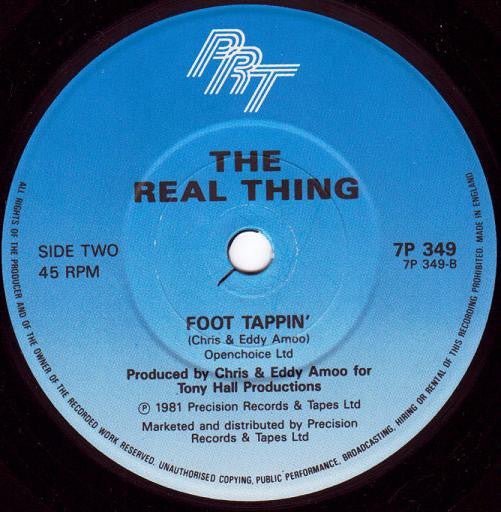 PRT
THE
REAL THING
SIDE TWO
45 RPM
7P 349
7P 349-B
FOOT TAPPIN'
(Chris & Eddy Amoo)
Openchoice Ltd
Produced by Chris & Eddy Amoo for
Tony Hall Productions
℗ 1981 Precision Records & Tapes Ltd
Marketed and distributed by Precision
Records & Tapes Ltd
ALL RIGHTS OF THE PRODUCER AND OF THE OWNER OF THE RECORDED WORK RESERVED. UNAUTHORISED COPYING, PUBLIC PERFORMANCE, BROADCASTING, HIRING OR RENTAL OF THIS RECORDING PROHIBITED. MADE IN ENGLAND